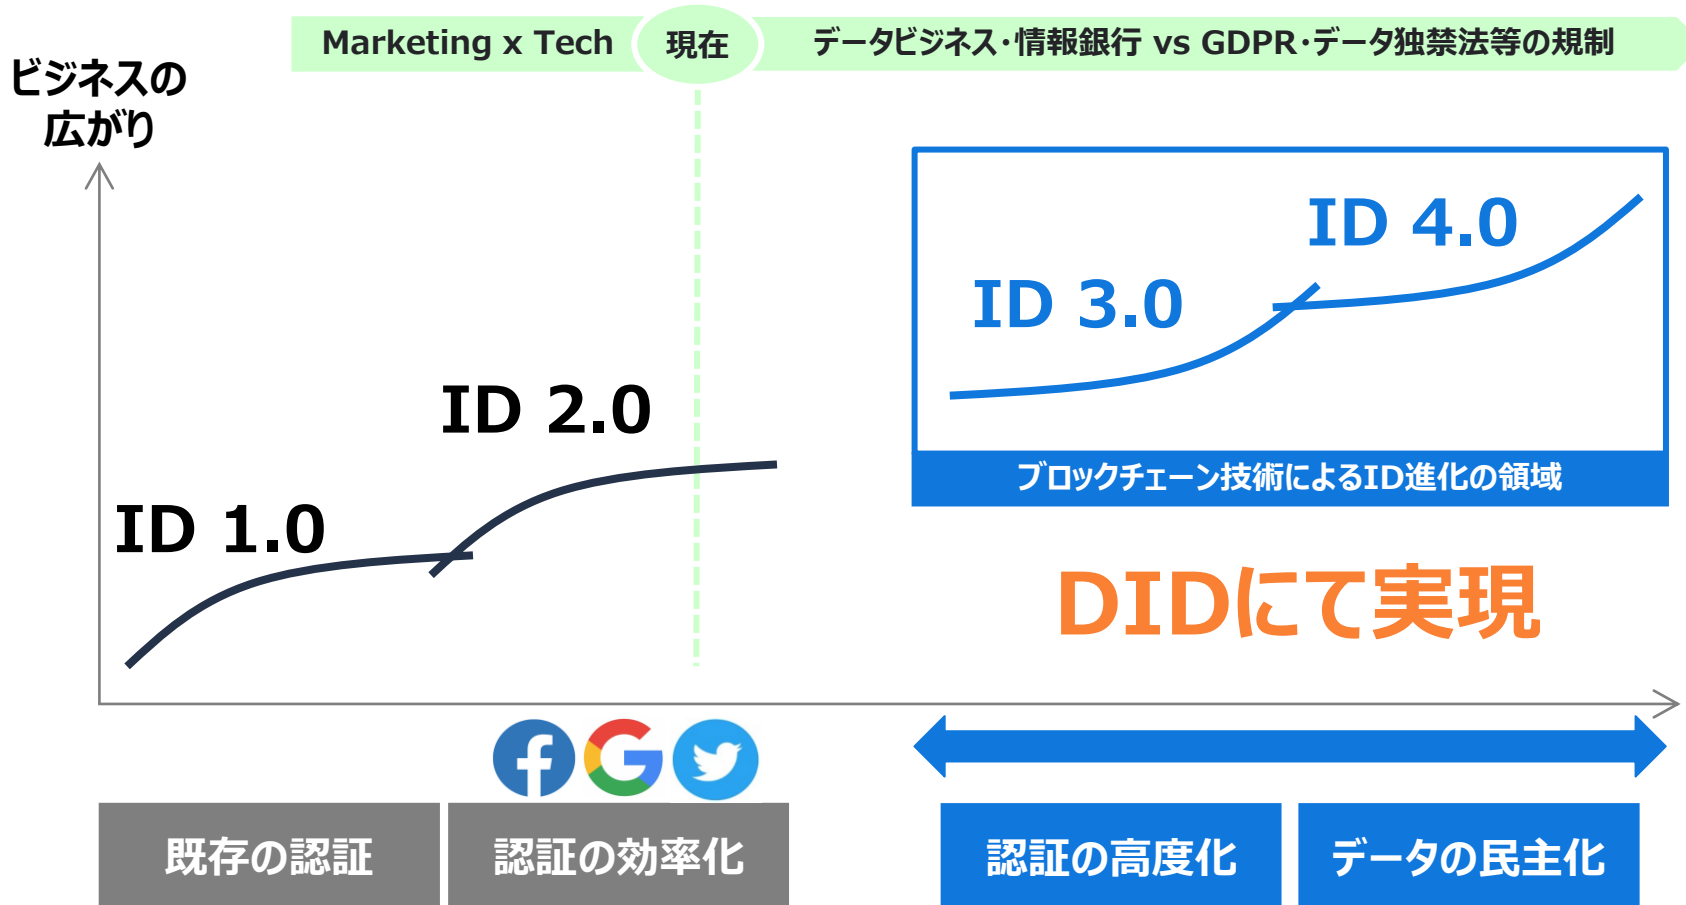 Marketing x Tech
現在
データビジネス・情報銀行 vs GDPR・データ独禁法等の規制
ビジネスの
広がり
ID 4.0
ID 3.0
ID 2.0
ID 1.0
ブロックチェーン技術によるID進化の領域
DIDにて実現
既存の認証
認証の効率化
認証の高度化
データの民主化